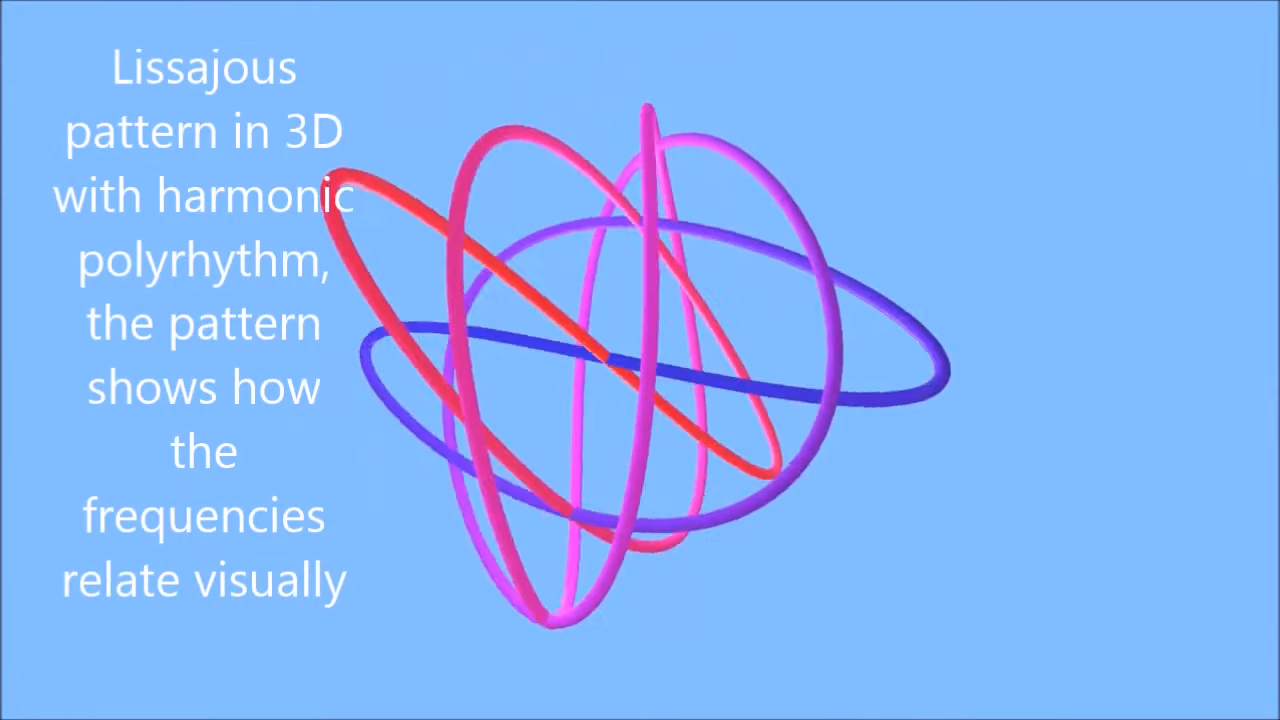 Lissajous
pattern in 3D
with harmonic
polyrhythm,
the pattern
shows how
the
frequencies
relate visually